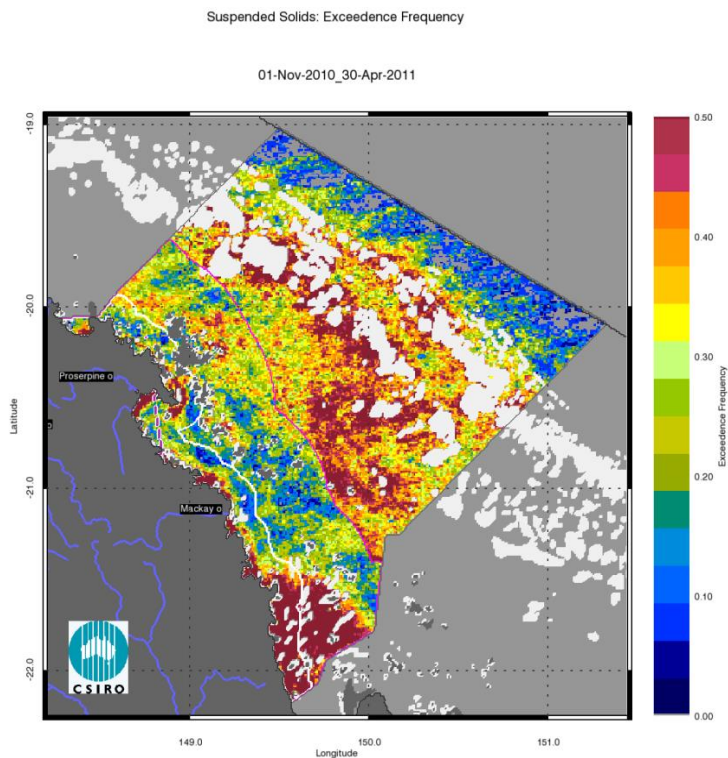 Suspended Solids: Exceedence Frequency
01-Nov-2010_30-Apr-2011
-19.0
-20.0
-21.0
-22.0
Latitude
Proserpine o
o
Mackay o
CSIRO
149.0
150.0
151.0
Longitude
0.50
0.40
0.30
0.20
0.10
0.00
Exceedence Frequency